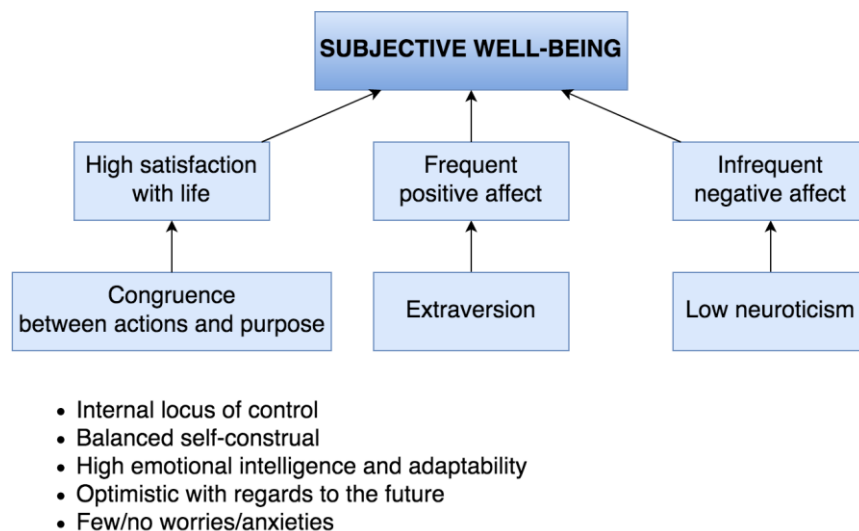 SUBJECTIVE WELL-BEING
High satisfaction
with life
Frequent
positive affect
Infrequent
negative affect
Congruence
between actions and purpose
Extraversion
Low neuroticism
• Internal locus of control
• Balanced self-construal
• High emotional intelligence and adaptability
• Optimistic with regards to the future
• Few/no worries/anxieties